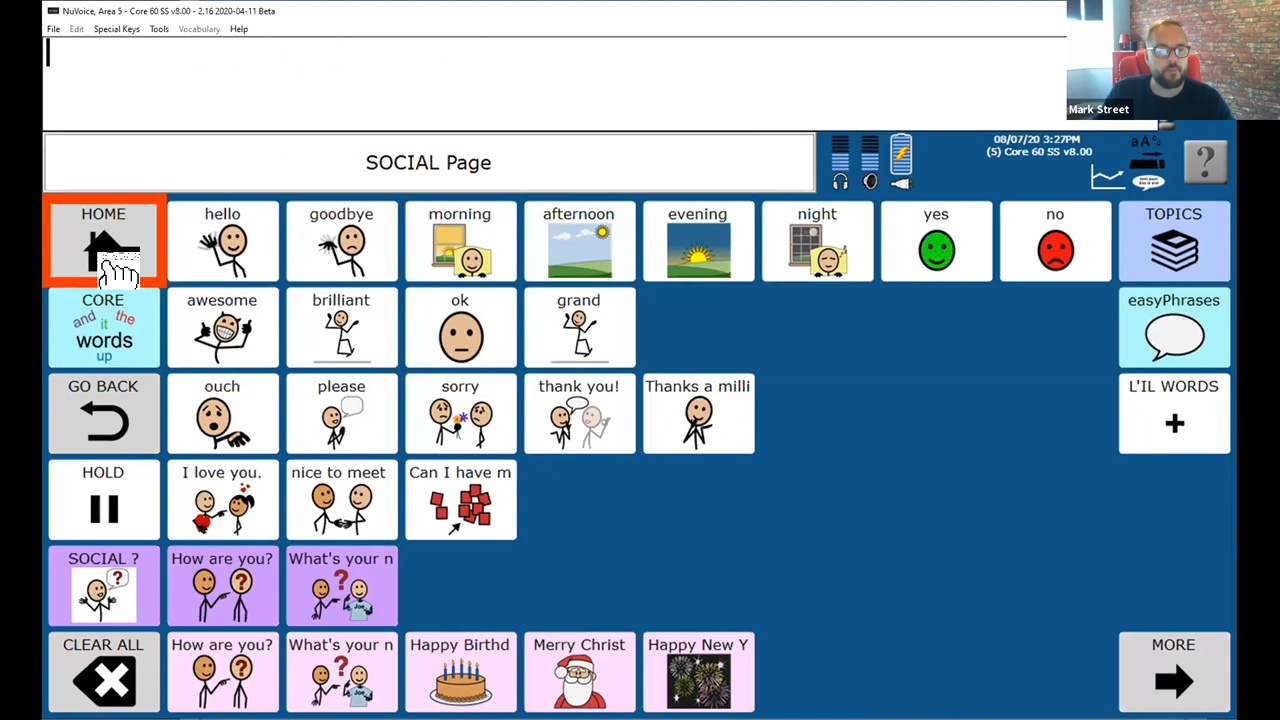 NuVoice, Area 5 - Core 60 SS v8.00 - 2.16 2020-04-11 Beta
File Edit Special Keys Tools Vocabulary Help
Mark Street
SOCIAL Page
08/07/20 3:27PM
(5) Core 60 SS v8.00
HOME hello goodbye morning afternoon evening night yes no TOPICS
CORE awesome brilliant ok grand easyPhrases
and it the
words
up
GO BACK ouch please sorry thank you! Thanks a milli L'IL WORDS
HOLD I love you. nice to meet Can I have m
SOCIAL ? How are you? What's your n
Joe
CLEAR ALL How are you? What's your n Happy Birthd Merry Christ Happy New Y MORE
Joe